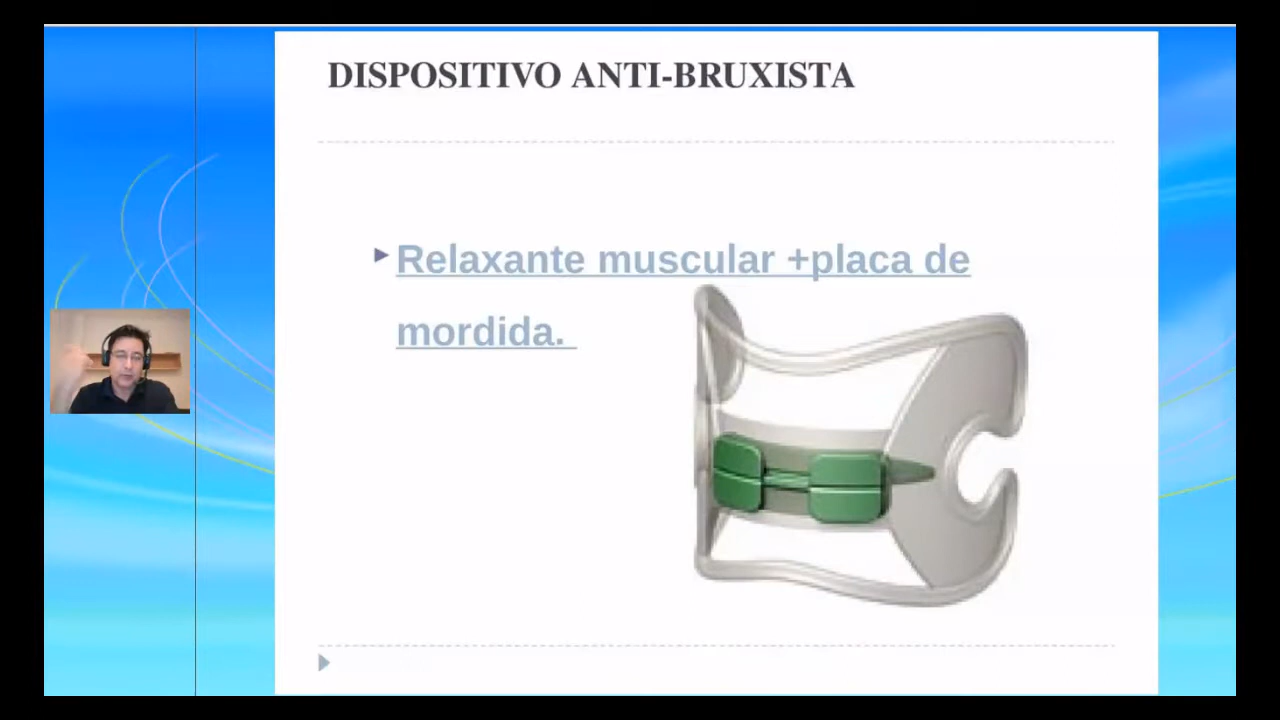 DISPOSITIVO ANTI-BRUXISTA
Relaxante muscular +placa de
mordida.